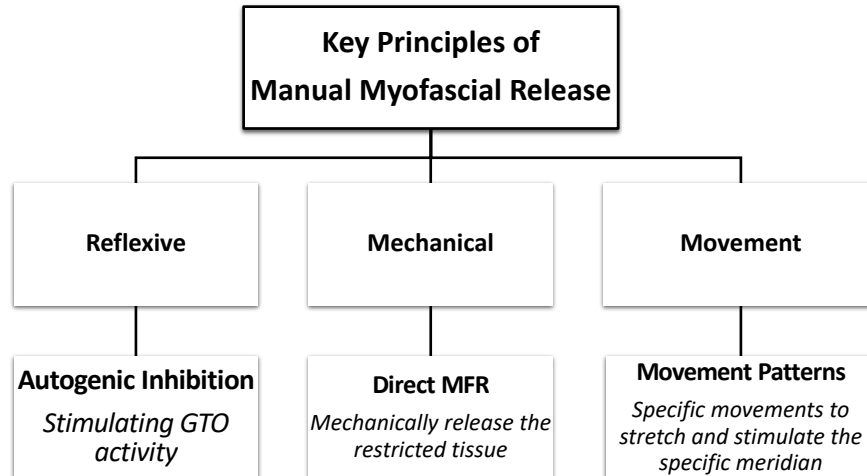 Key Principles of
Manual Myofascial Release
Reflexive
Mechanical
Movement
Autogenic Inhibition
Stimulating GTO
activity
Direct MFR
Mechanically release the
restricted tissue
Movement Patterns
Specific movements to
stretch and stimulate the
specific meridian